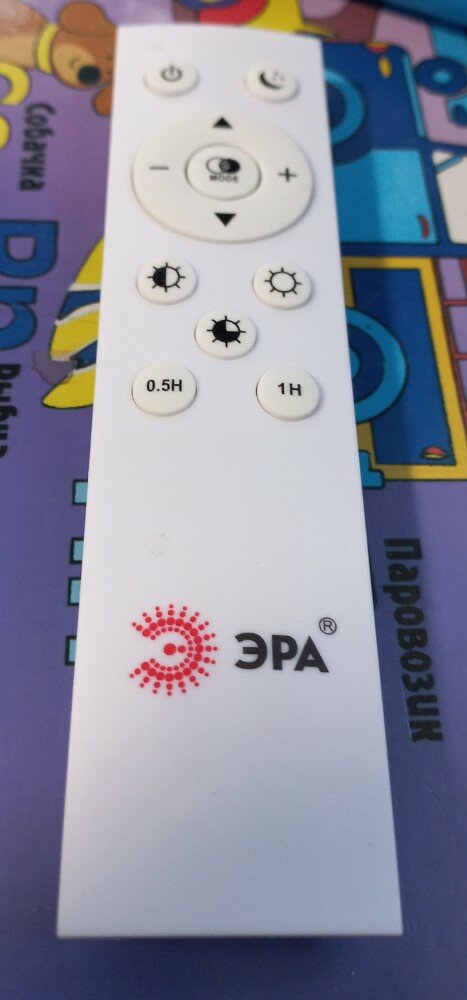 MODE
0.5H
1H
ЭРА®
Собачка
Паровозик